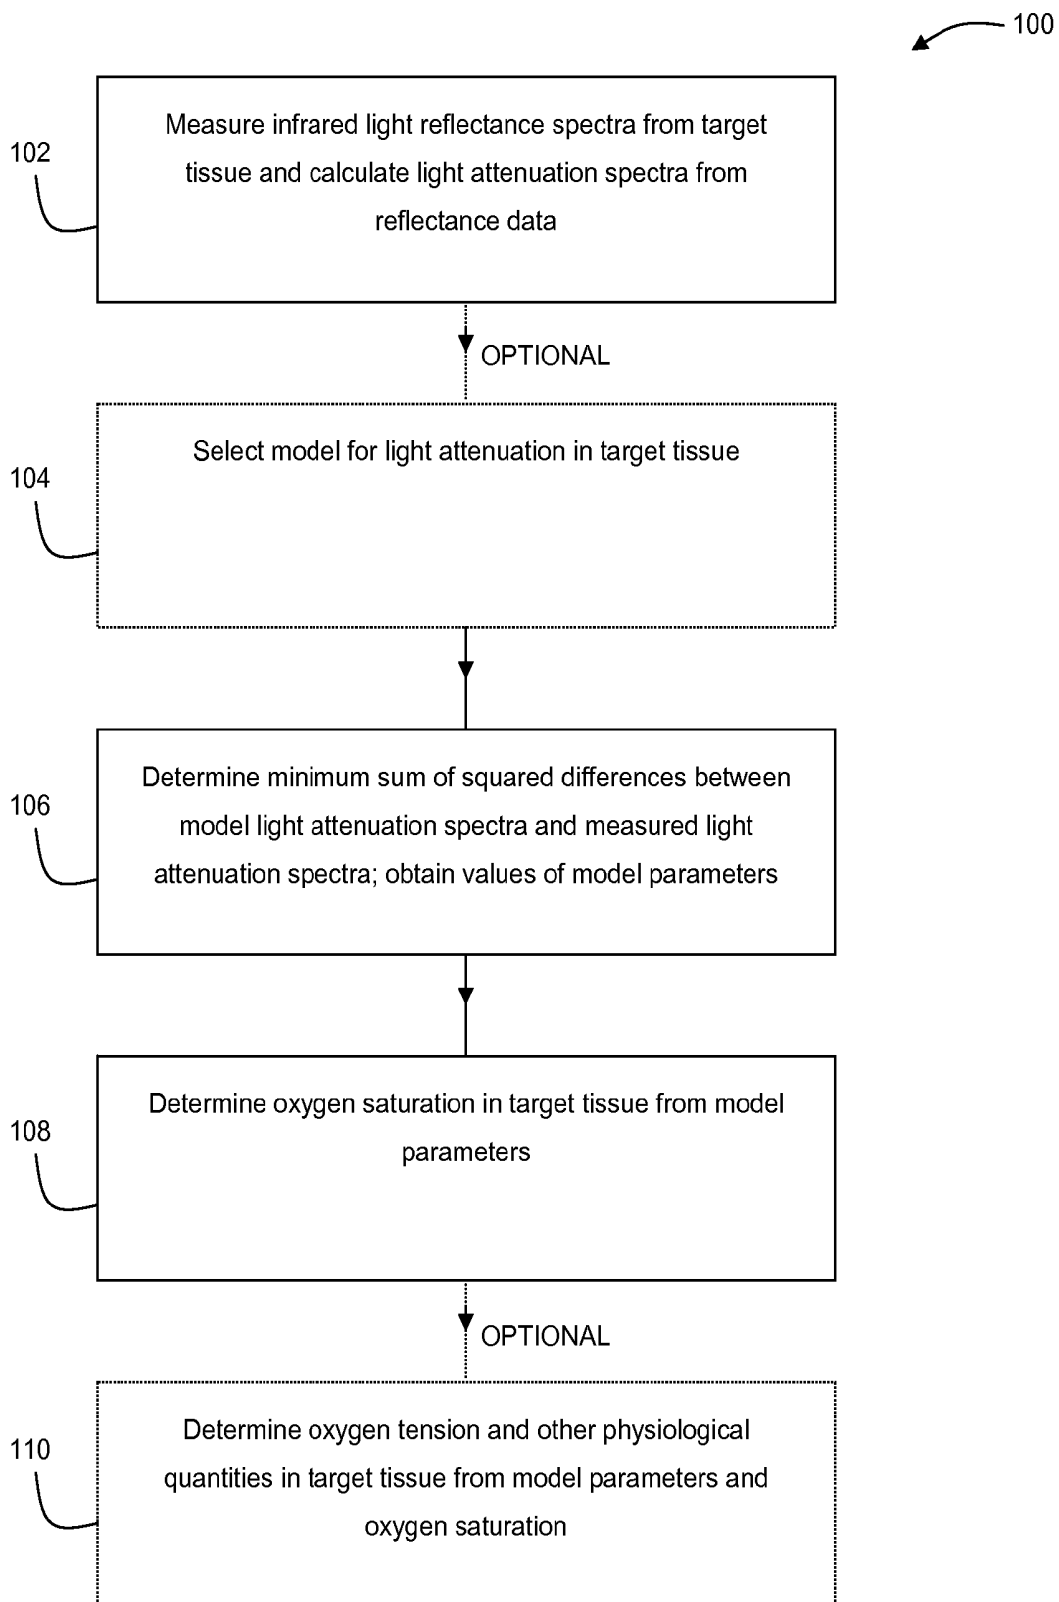 100
102
Measure infrared light reflectance spectra from target
tissue and calculate light attenuation spectra from
reflectance data
OPTIONAL
104
Select model for light attenuation in target tissue
106
Determine minimum sum of squared differences between
model light attenuation spectra and measured light
attenuation spectra; obtain values of model parameters
108
Determine oxygen saturation in target tissue from model
parameters
OPTIONAL
110
Determine oxygen tension and other physiological
quantities in target tissue from model parameters and
oxygen saturation